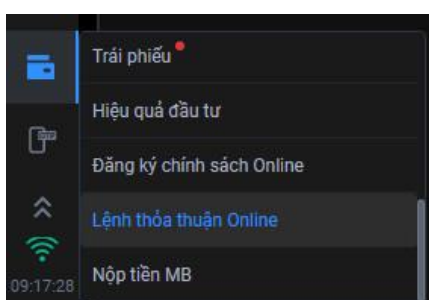 Trái phiếu
Hiệu quả đầu tư
Đăng ký chính sách Online
Lệnh thỏa thuận Online
09:17:28
Nộp tiền MB